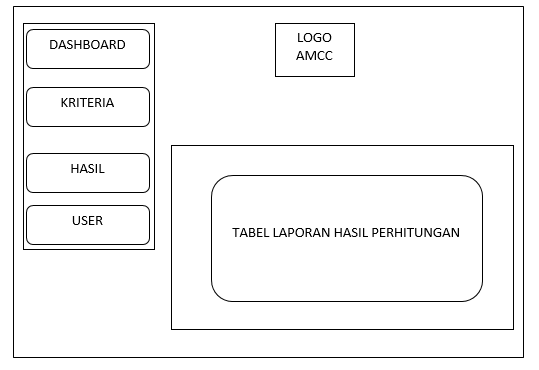 DASHBOARD
KRITERIA
HASIL
USER
LOGO
AMCC
TABEL LAPORAN HASIL PERHITUNGAN